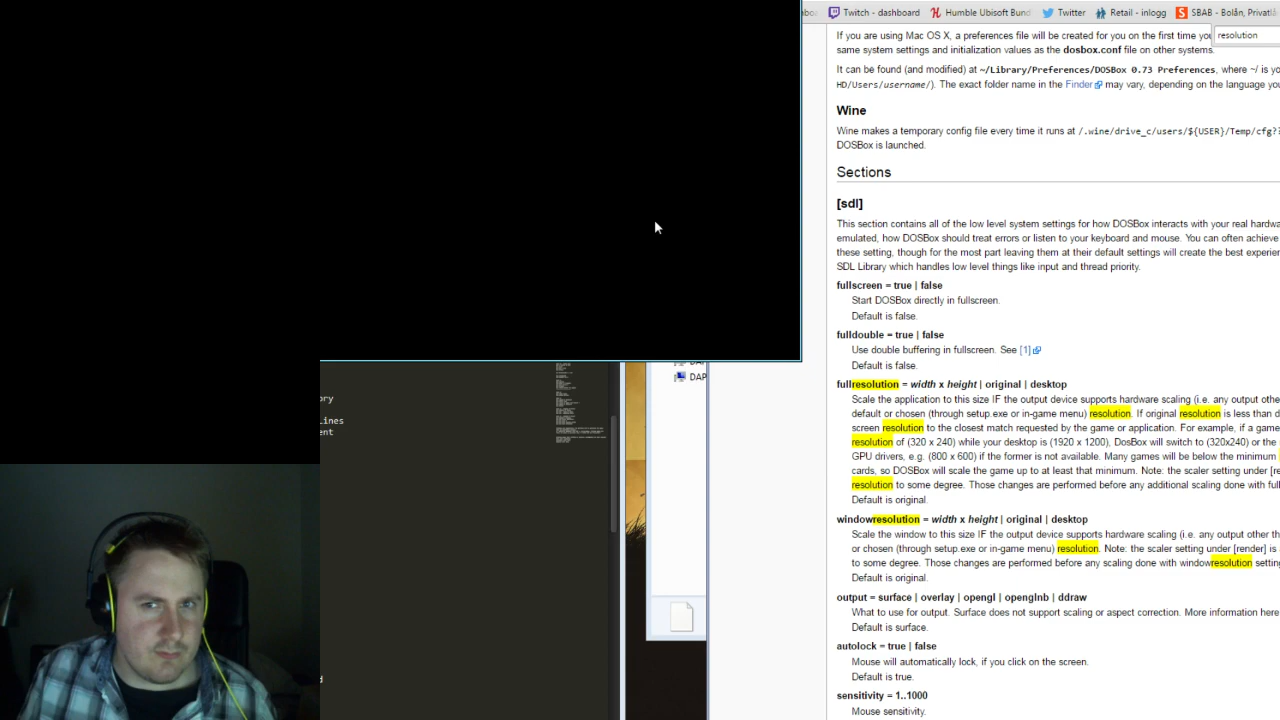 Twitch - dashboard
Humble Ubisoft Bund
Twitter
Retail - inlogg
SBAB - Bolån, Privatlå
resolution
If you are using Mac OS X, a preferences file will be created for you on the first time you
same system settings and initialization values as the dosbox.conf file on other systems.
It can be found (and modified) at ~/Library/Preferences/DOSBox 0.73 Preferences, where ~/ is yo
HD/Users/username/). The exact folder name in the Finder may vary, depending on the language you
Wine
Wine makes a temporary config file every time it runs at /.wine/drive_c/users/${USER}/Temp/cfg??
DOSBox is launched.
Sections
[sdl]
This section contains all of the low level system settings for how DOSBox interacts with your real hardwa
emulated, how DOSBox should treat errors or listen to your keyboard and mouse. You can often achieve
these setting, though for the most part leaving them at their default settings will create the best experien
SDL Library which handles low level things like input and thread priority.
fullscreen = true | false
Start DOSBox directly in fullscreen.
Default is false.
fulldouble = true | false
Use double buffering in fullscreen. See [1]
Default is false.
fullresolution = width x height | original | desktop
Scale the application to this size IF the output device supports hardware scaling (i.e. any output othe
default or chosen (through setup.exe or in-game menu) resolution. If original resolution is less than d
screen resolution to the closest match requested by the game or application. For example, if a game
resolution of (320 x 240) while your desktop is (1920 x 1200), DosBox will switch to (320x240) or the
GPU drivers, e.g. (800 x 600) if the former is not available. Many games will be below the minimum
cards, so DOSBox will scale the game up to at least that minimum. Note: the scaler setting under [re
resolution to some degree. Those changes are performed before any additional scaling done with full
Default is original.
windowresolution = width x height | original | desktop
Scale the window to this size IF the output device supports hardware scaling (i.e. any output other th
or chosen (through setup.exe or in-game menu) resolution. Note: the scaler setting under [render] is a
to some degree. Those changes are performed before any scaling done with windowresolution settin
Default is original.
output = surface | overlay | opengl | openglnb | ddraw
What to use for output. Surface does not support scaling or aspect correction. More information here
Default is surface.
autolock = true | false
Mouse will automatically lock, if you click on the screen.
Default is true.
sensitivity = 1..1000
Mouse sensitivity.
DAP
ory
lines
ent
d